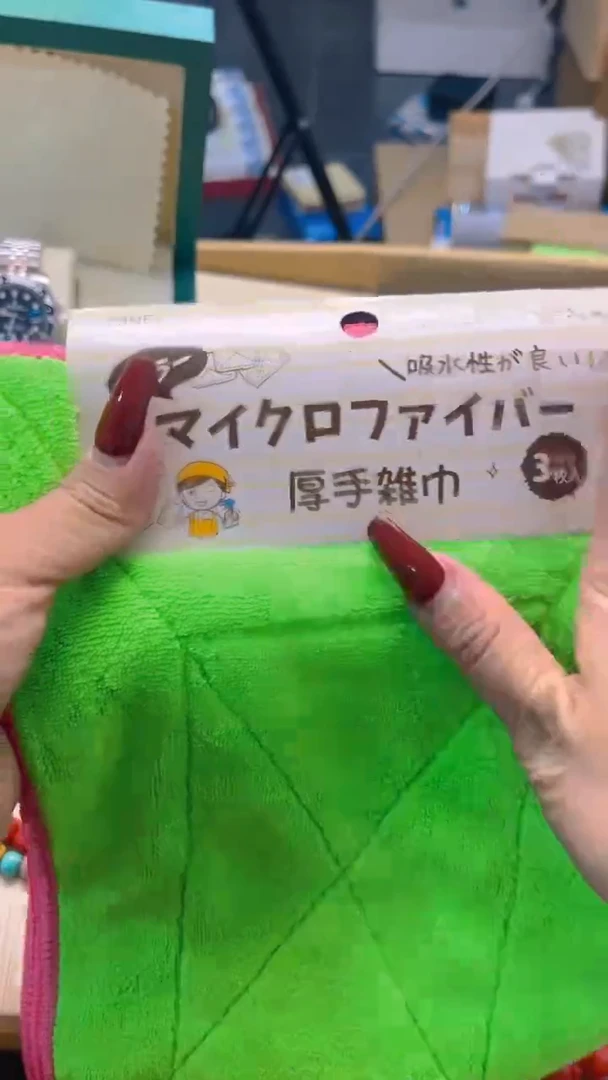 吸水性が良い
マイクロファイバー
厚手雑巾
3枚入